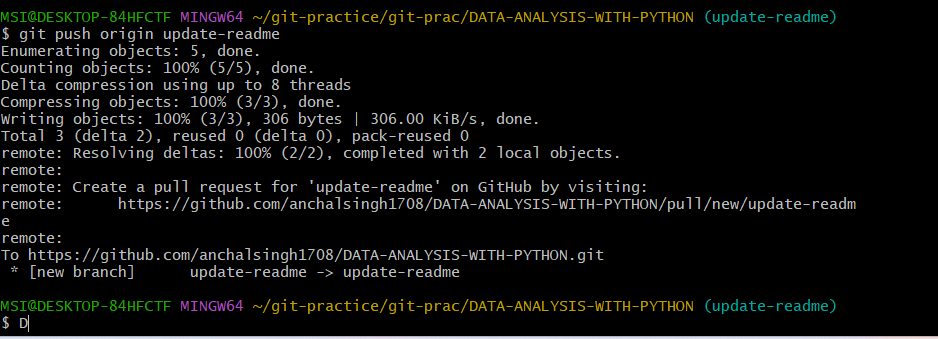 MSI@DESKTOP-84HFCTF MINGW64 ~/git-practice/git-prac/DATA-ANALYSIS-WITH-PYTHON (update-readme)
$ git push origin update-readme
Enumerating objects: 5, done.
Counting objects: 100% (5/5), done.
Delta compression using up to 8 threads
Compressing objects: 100% (3/3), done.
Writing objects: 100% (3/3), 306 bytes | 306.00 KiB/s, done.
Total 3 (delta 2), reused 0 (delta 0), pack-reused 0
remote: Resolving deltas: 100% (2/2), completed with 2 local objects.
remote:
remote: Create a pull request for 'update-readme' on GitHub by visiting:
remote:      https://github.com/anchalsingh1708/DATA-ANALYSIS-WITH-PYTHON/pull/new/update-readm
e
remote:
To https://github.com/anchalsingh1708/DATA-ANALYSIS-WITH-PYTHON.git
 * [new branch]      update-readme -> update-readme
MSI@DESKTOP-84HFCTF MINGW64 ~/git-practice/git-prac/DATA-ANALYSIS-WITH-PYTHON (update-readme)
$ D